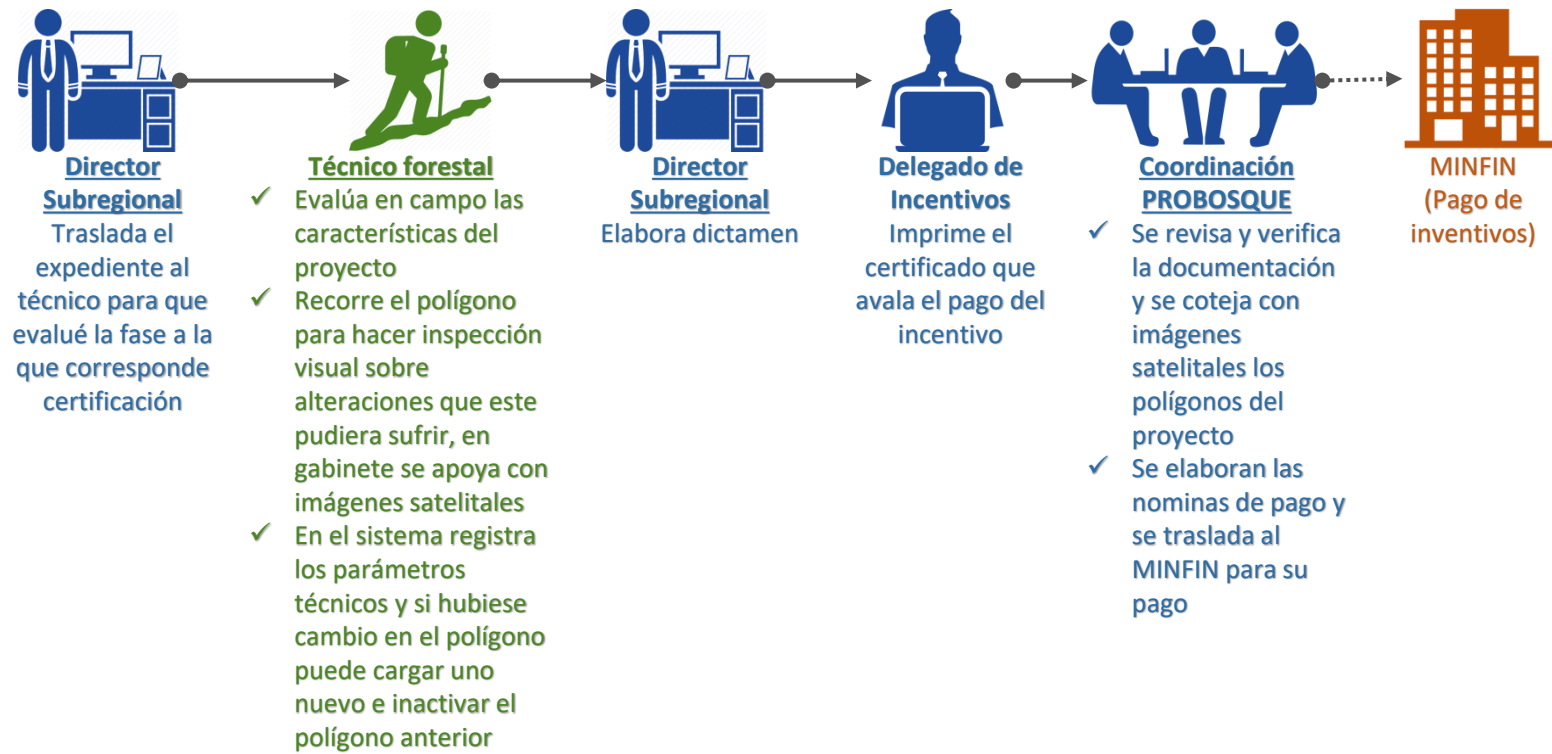 Director
Subregional
Traslada el
expediente al
técnico para que
evalué la fase a la
que corresponde
certificación
Técnico forestal
✓ Evalúa en campo las
características del
proyecto
✓ Recorre el polígono
para hacer inspección
visual sobre
alteraciones que este
pudiera sufrir, en
gabinete se apoya con
imágenes satelitales
✓ En el sistema registra
los parámetros
técnicos y si hubiese
cambio en el polígono
puede cargar uno
nuevo e inactivar el
polígono anterior
Director
Subregional
Elabora dictamen
Delegado de
Incentivos
Imprime el
certificado que
avala el pago del
incentivo
Coordinación
PROBOSQUE
✓ Se revisa y verifica
la documentación
y se coteja con
imágenes
satelitales los
polígonos del
proyecto
✓ Se elaboran las
nominas de pago y
se traslada al
MINFIN para su
pago
MINFIN
(Pago de
inventivos)